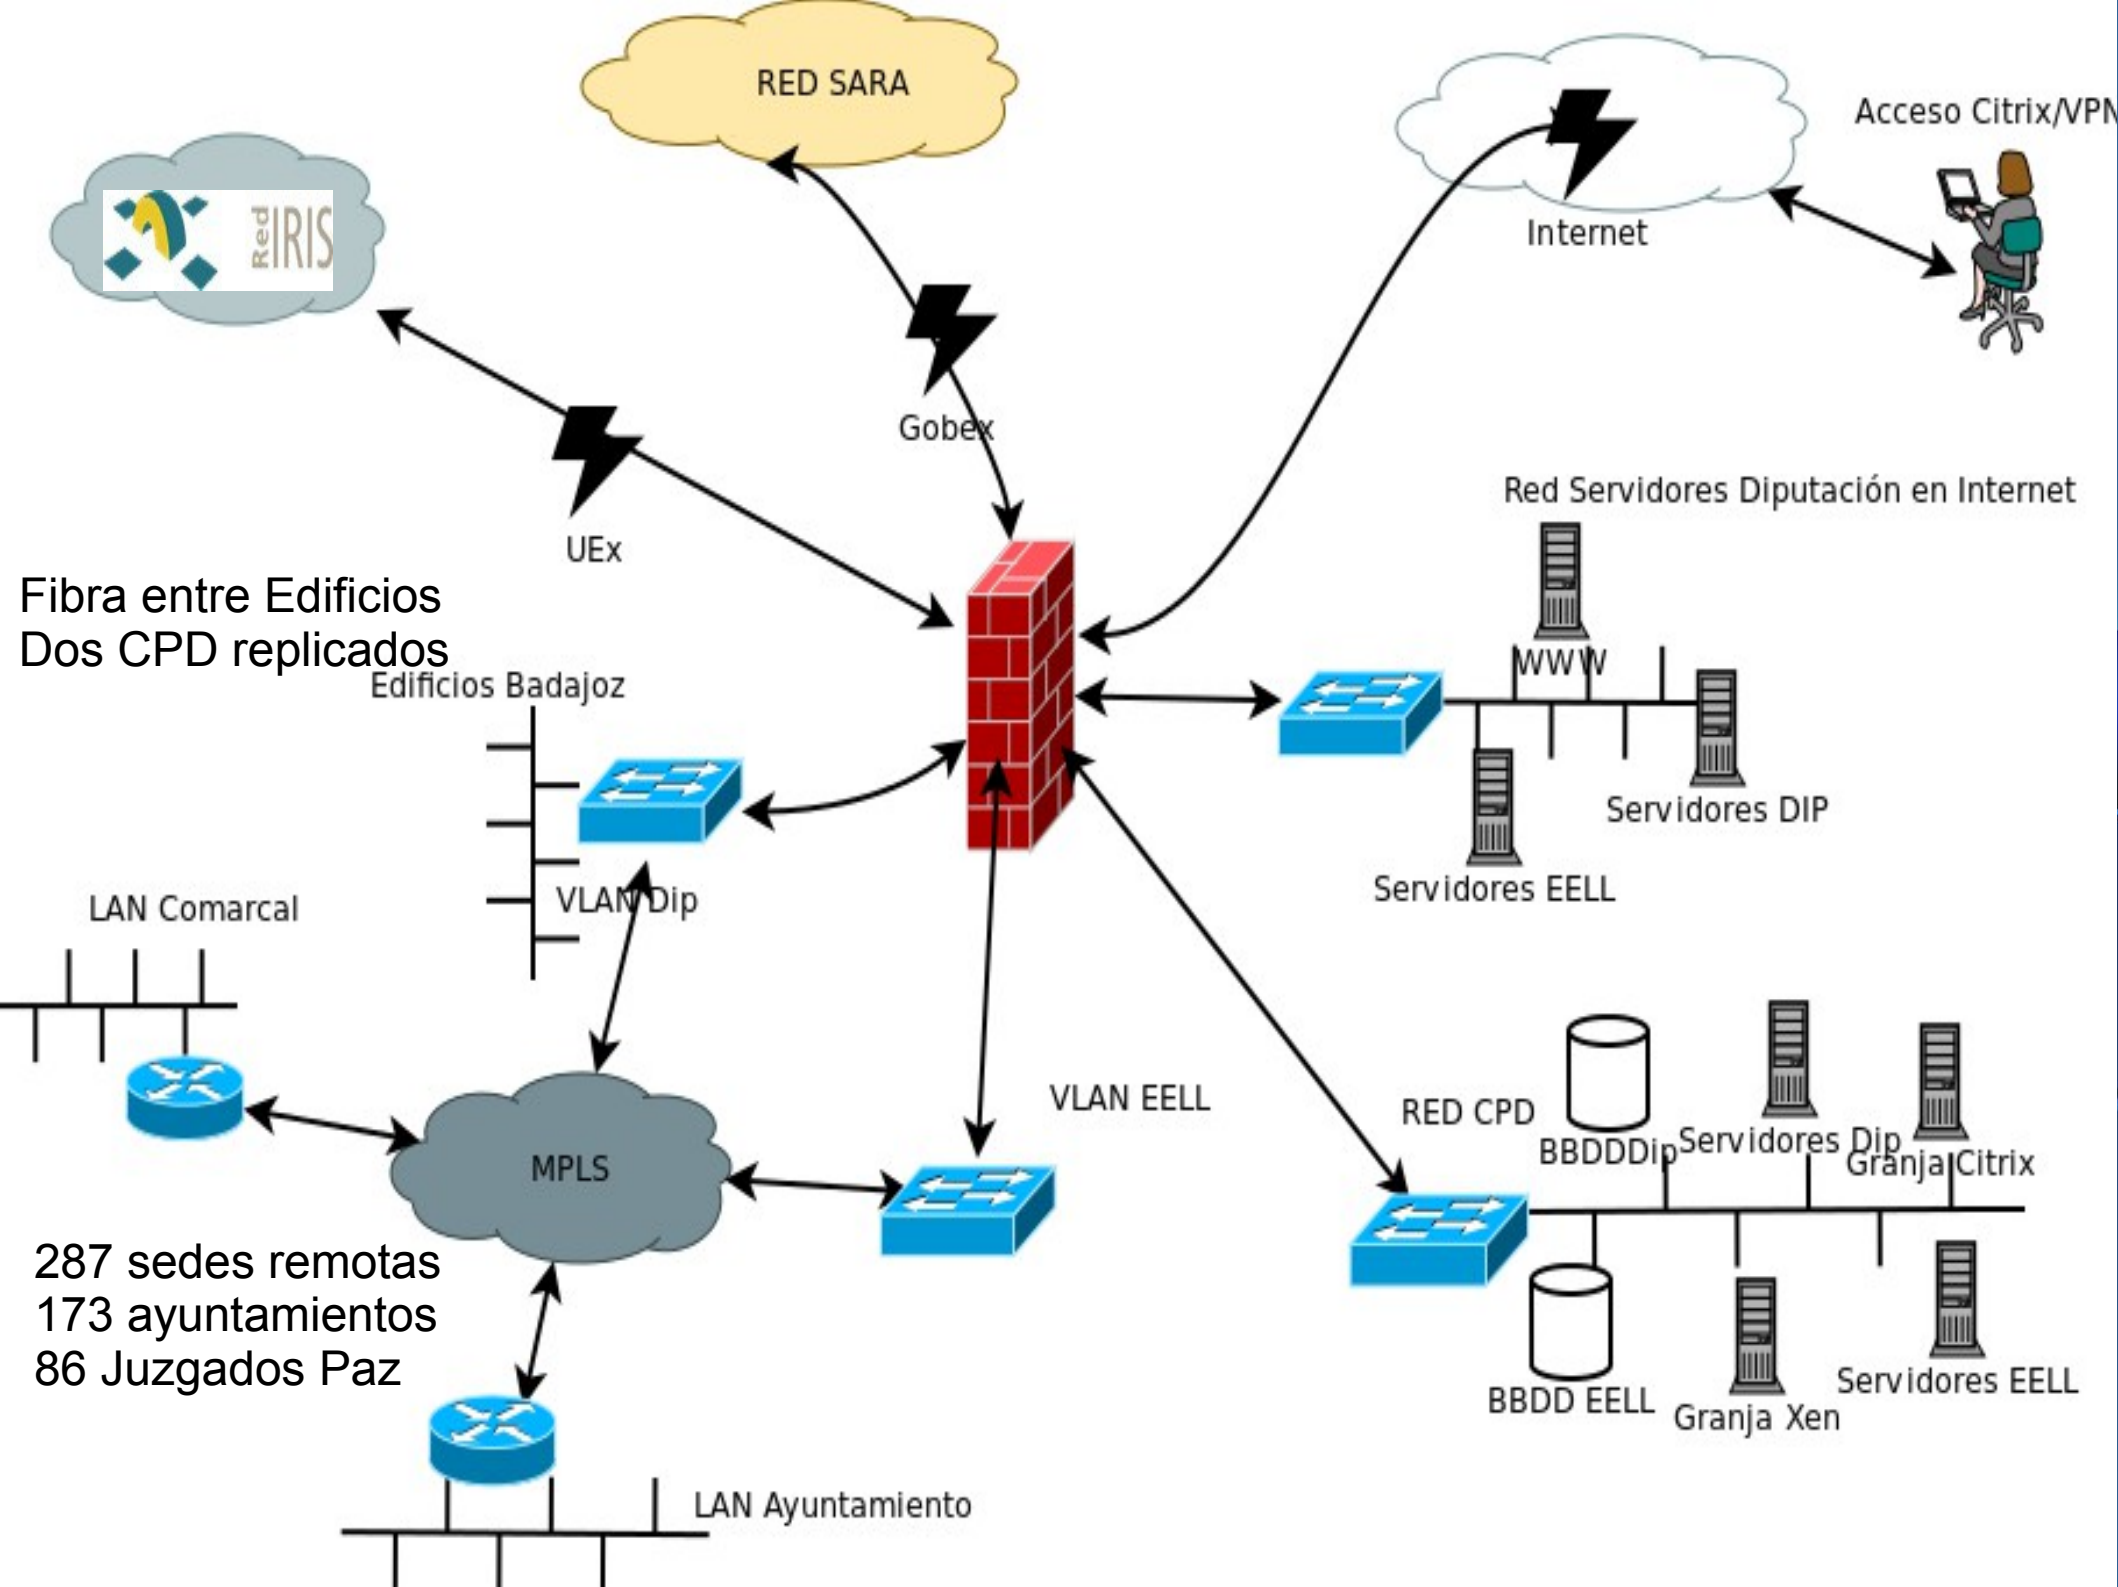 RED SARA
Acceso Citrix/VPN
Red IRIS
Internet
Gobex
Red Servidores Diputación en Internet
UEx
Fibra entre Edificios
Dos CPD replicados
WWW
Edificios Badajoz
Servidores DIP
Servidores EELL
VLAN Dip
LAN Comarcal
VLAN EELL
RED CPD
BBDDDip
Servidores Dip
Granja Citrix
MPLS
287 sedes remotas
173 ayuntamientos
86 Juzgados Paz
BBDD EELL
Granja Xen
Servidores EELL
LAN Ayuntamiento